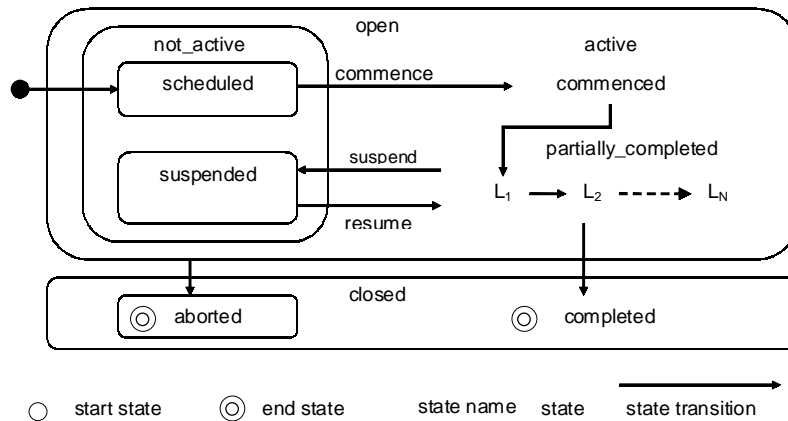 open
not_active
active
scheduled
commence
commenced
partially_completed
suspend
suspended
L1
L2
LN
resume
closed
aborted
completed
start state
end state
state name
state
state transition